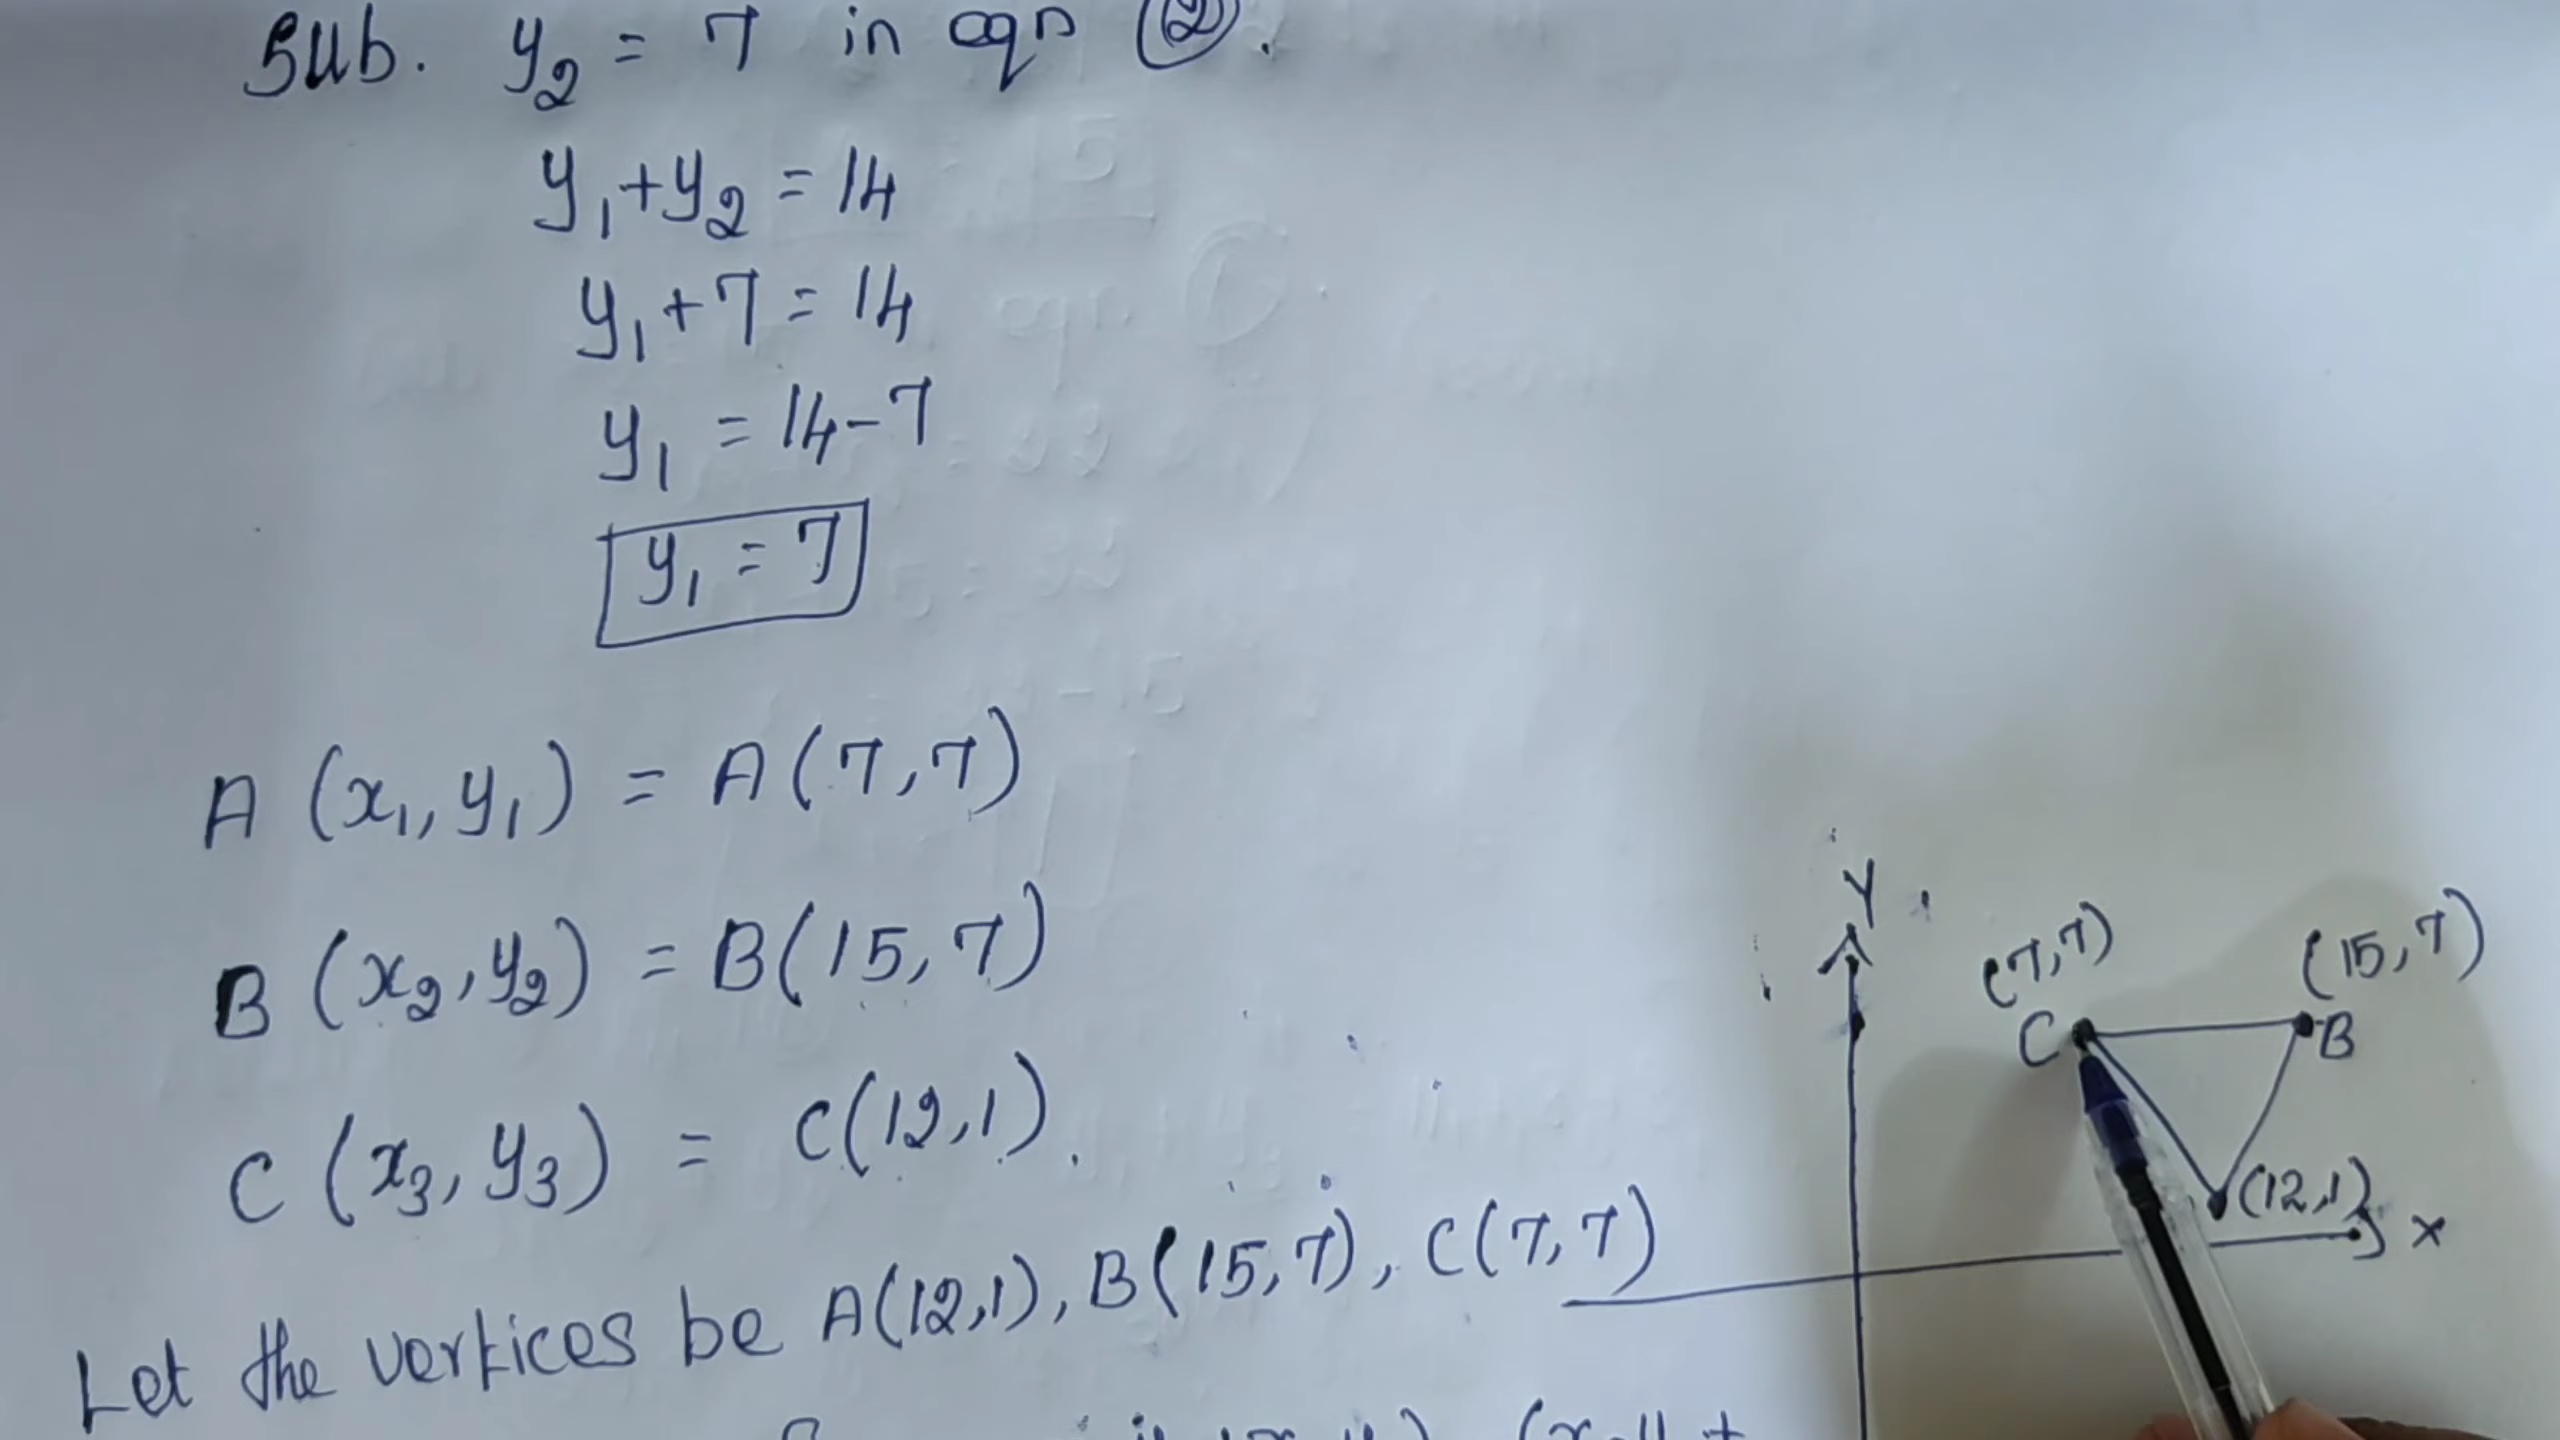 Sub. y₂ = 7 in eqn ②.
y₁+y₂ = 14
y₁+7 = 14
y₁ = 14-7
y₁ = 7
A (x₁, y₁) = A(7,7)
B (x₂, y₂) = B(15,7)
C (x₃, y₃) = C(12,1).
Let the vertices be A(12,1), B(15,7), C(7,7)
Y
(7,7)
(15,7)
C
B
(12,1)
X